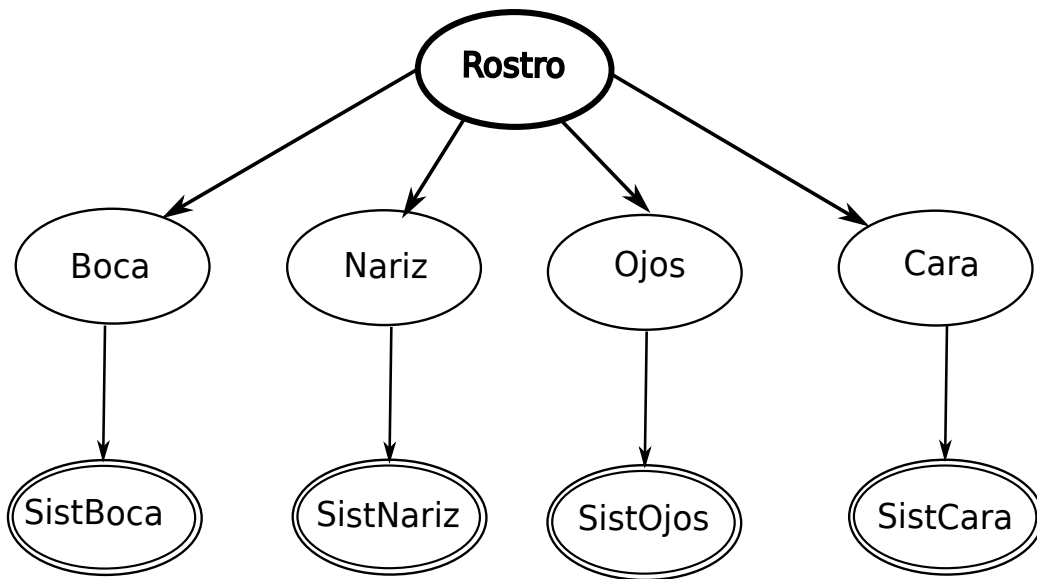 Rostro
Boca
Nariz
Ojos
Cara
SistBoca
SistNariz
SistOjos
SistCara